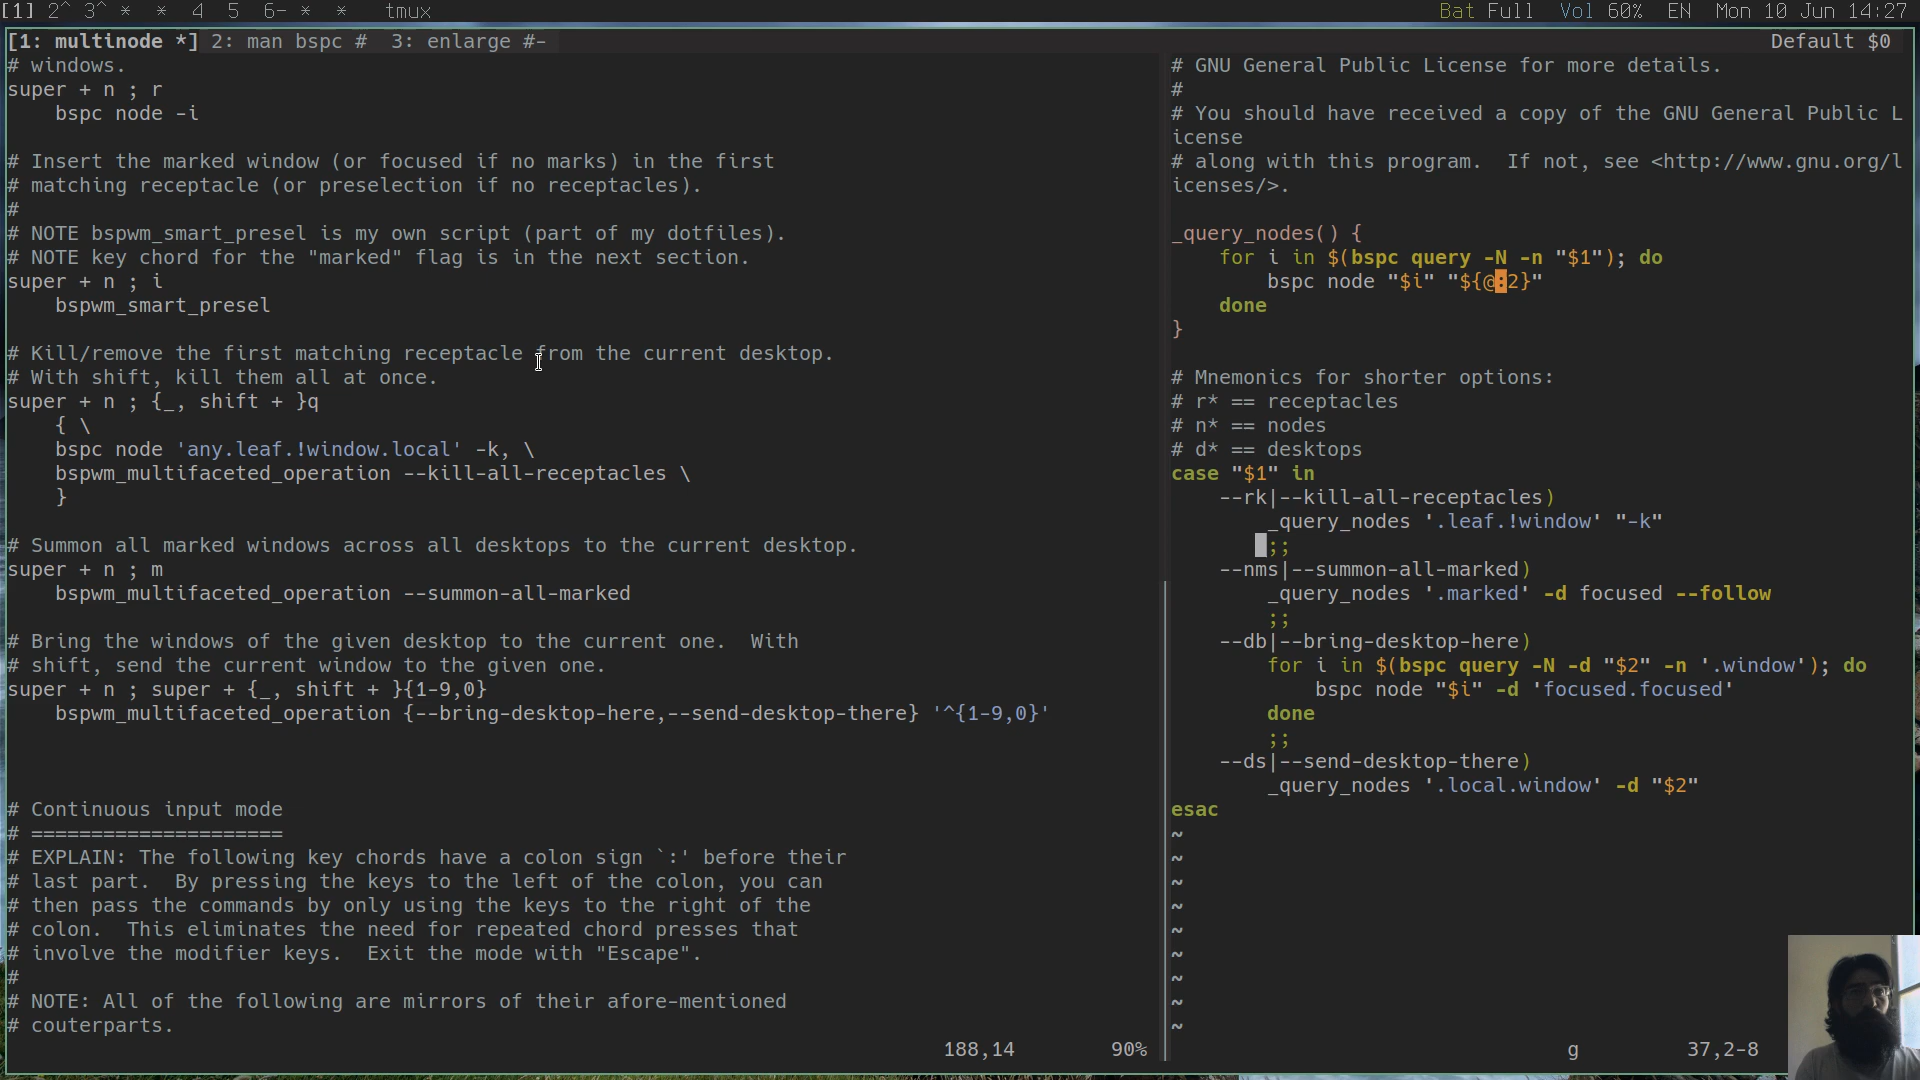 [1] 2^ 3^ * * 4 5 6- * * tmux Bat Full Vol 60% EN Mon 10 Jun 14:27
[1: multinode *] 2: man bspc # 3: enlarge #- Default $0
# windows.
super + n ; r
    bspc node -i

# Insert the marked window (or focused if no marks) in the first
# matching receptacle (or preselection if no receptacles).
#
# NOTE bspwm_smart_presel is my own script (part of my dotfiles).
# NOTE key chord for the "marked" flag is in the next section.
super + n ; i
    bspwm_smart_presel

# Kill/remove the first matching receptacle from the current desktop.
# With shift, kill them all at once.
super + n ; {_, shift + }q
    { \
    bspc node 'any.leaf.!window.local' -k, \
    bspwm_multifaceted_operation --kill-all-receptacles \
    }

# Summon all marked windows across all desktops to the current desktop.
super + n ; m
    bspwm_multifaceted_operation --summon-all-marked

# Bring the windows of the given desktop to the current one.  With
# shift, send the current window to the given one.
super + n ; super + {_, shift + }{1-9,0}
    bspwm_multifaceted_operation {--bring-desktop-here,--send-desktop-there} '^{1-9,0}'

# Continuous input mode
# =====================
# EXPLAIN: The following key chords have a colon sign `:' before their
# last part.  By pressing the keys to the left of the colon, you can
# then pass the commands by only using the keys to the right of the
# colon.  This eliminates the need for repeated chord presses that
# involve the modifier keys.  Exit the mode with "Escape".
#
# NOTE: All of the following are mirrors of their afore-mentioned
# couterparts.
188,14 90%
# GNU General Public License for more details.
#
# You should have received a copy of the GNU General Public L
icense
# along with this program.  If not, see <http://www.gnu.org/l
icenses/>.

_query_nodes() {
    for i in $(bspc query -N -n "$1"); do
        bspc node "$i" "${@:2}"
    done
}

# Mnemonics for shorter options:
# r* == receptacles
# n* == nodes
# d* == desktops
case "$1" in
    --rk|--kill-all-receptacles)
        _query_nodes '.leaf.!window' "-k"
        ;;
    --nms|--summon-all-marked)
        _query_nodes '.marked' -d focused --follow
        ;;
    --db|--bring-desktop-here)
        for i in $(bspc query -N -d "$2" -n '.window'); do
            bspc node "$i" -d 'focused.focused'
        done
        ;;
    --ds|--send-desktop-there)
        _query_nodes '.local.window' -d "$2"
esac
~
~
~
~
~
~
~
~
~
g 37,2-8